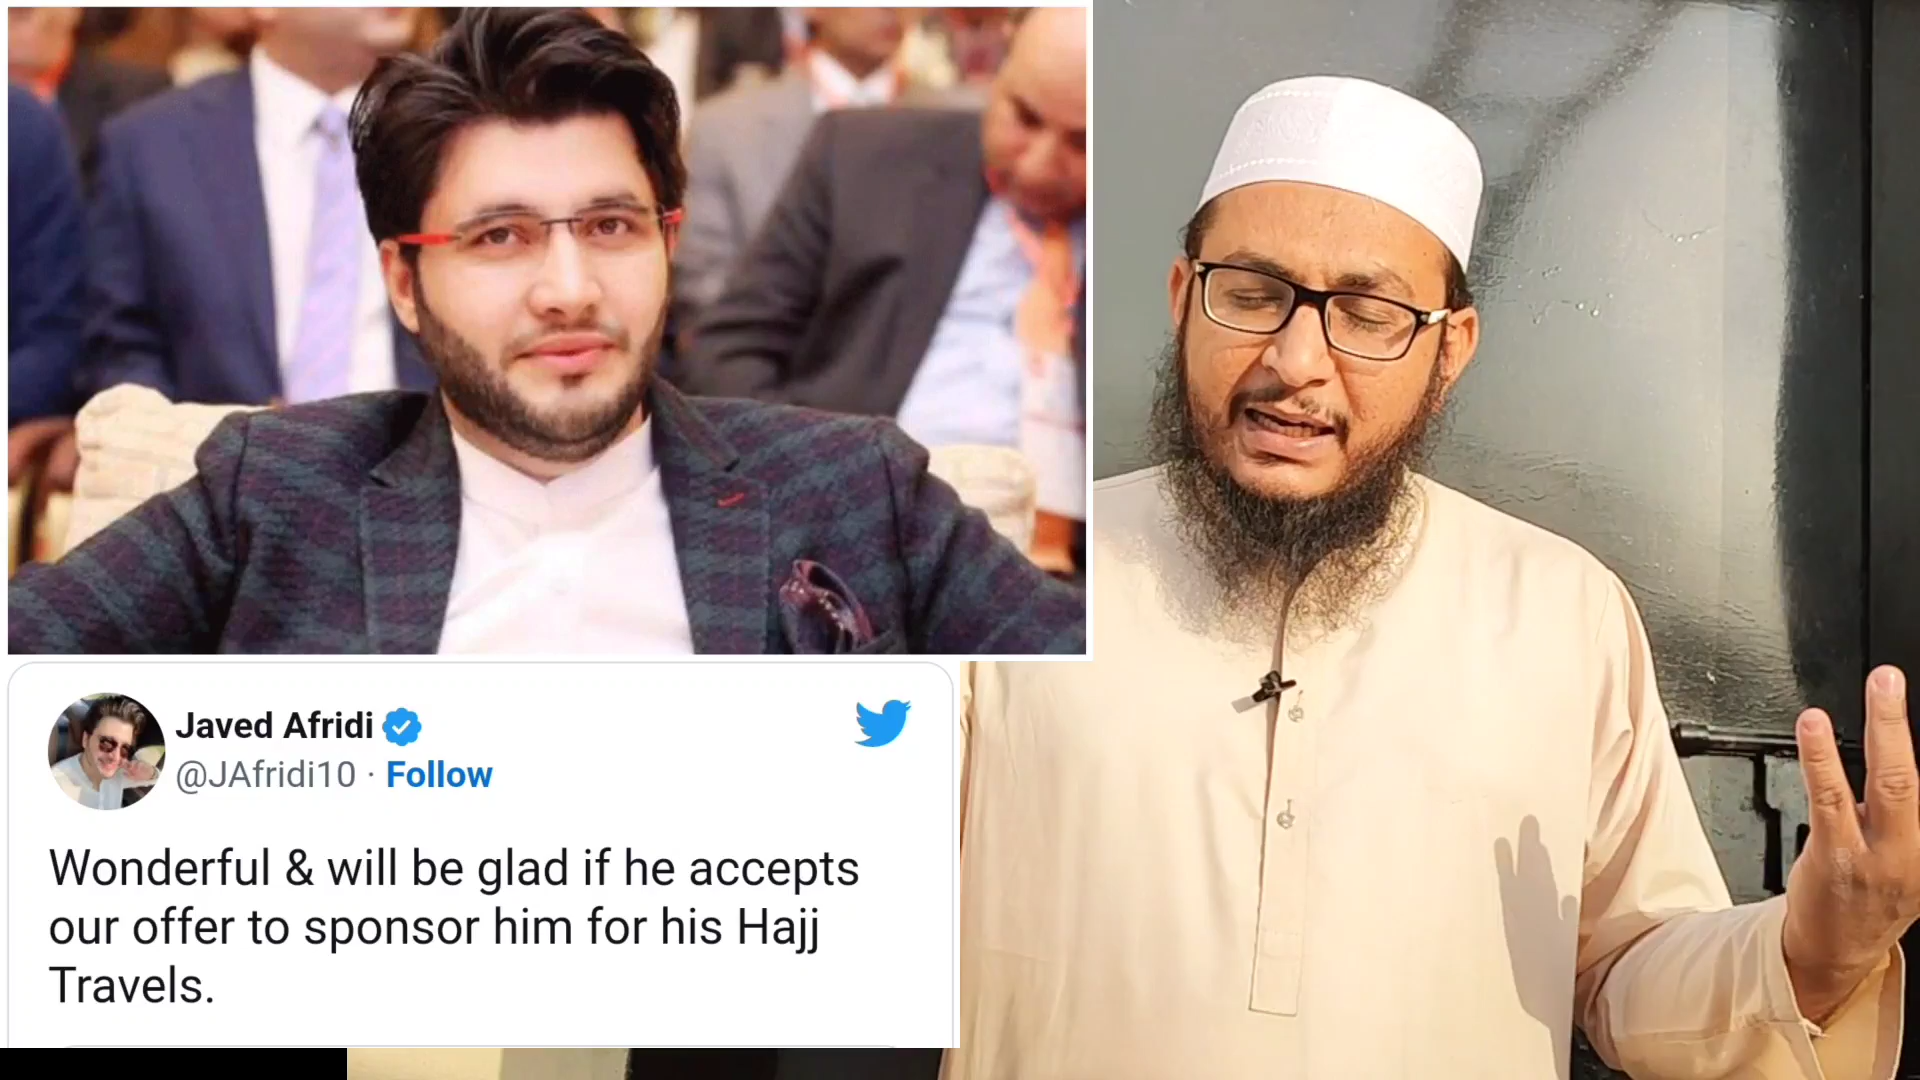 Javed Afridi
@JAfridi10 · Follow
Wonderful & will be glad if he accepts
our offer to sponsor him for his Hajj
Travels.